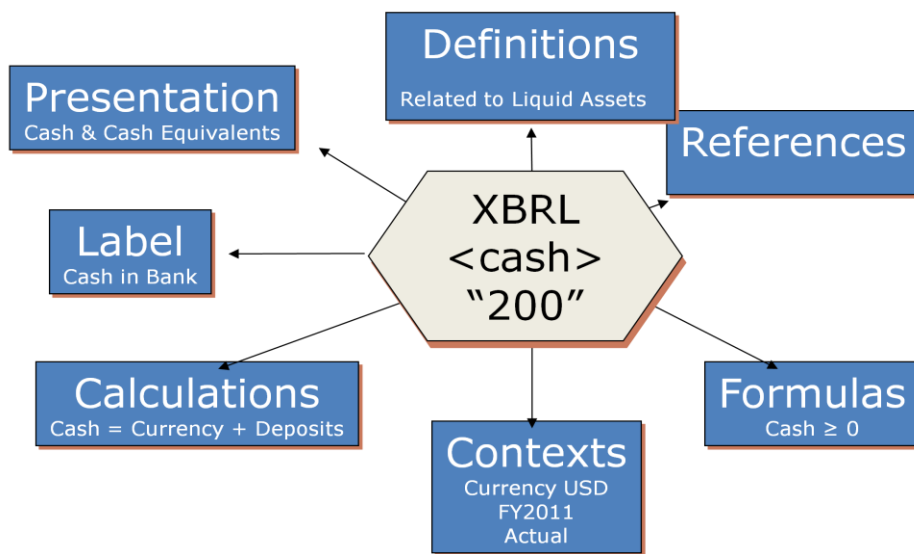 Definitions
Related to Liquid Assets
Presentation
Cash & Cash Equivalents
References
XBRL
<cash>
“200”
Label
Cash in Bank
Calculations
Cash = Currency + Deposits
Formulas
Cash ≥ 0
Contexts
Currency USD
FY2011
Actual